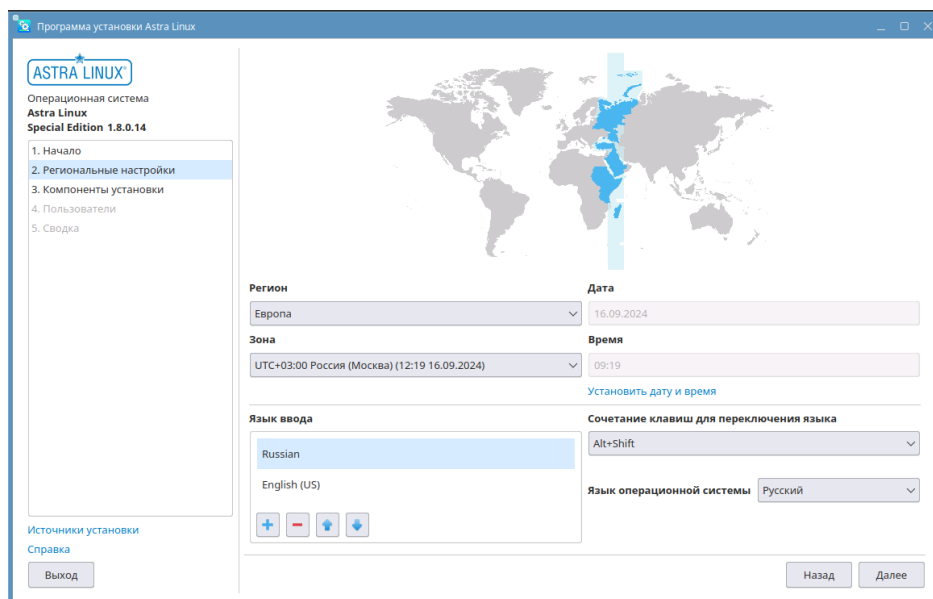 Программа установки Astra Linux
ASTRA LINUX®
Операционная система
Astra Linux
Special Edition 1.8.0.14
1. Начало
2. Региональные настройки
3. Компоненты установки
4. Пользователи
5. Сводка
Источники установки
Справка
Выход
Регион
Европа
Дата
16.09.2024
Зона
UTC+03:00 Россия (Москва) (12:19 16.09.2024)
Время
09:19
Установить дату и время
Язык ввода
Russian
English (US)
Сочетание клавиш для переключения языка
Alt+Shift
Язык операционной системы Русский
Назад
Далее